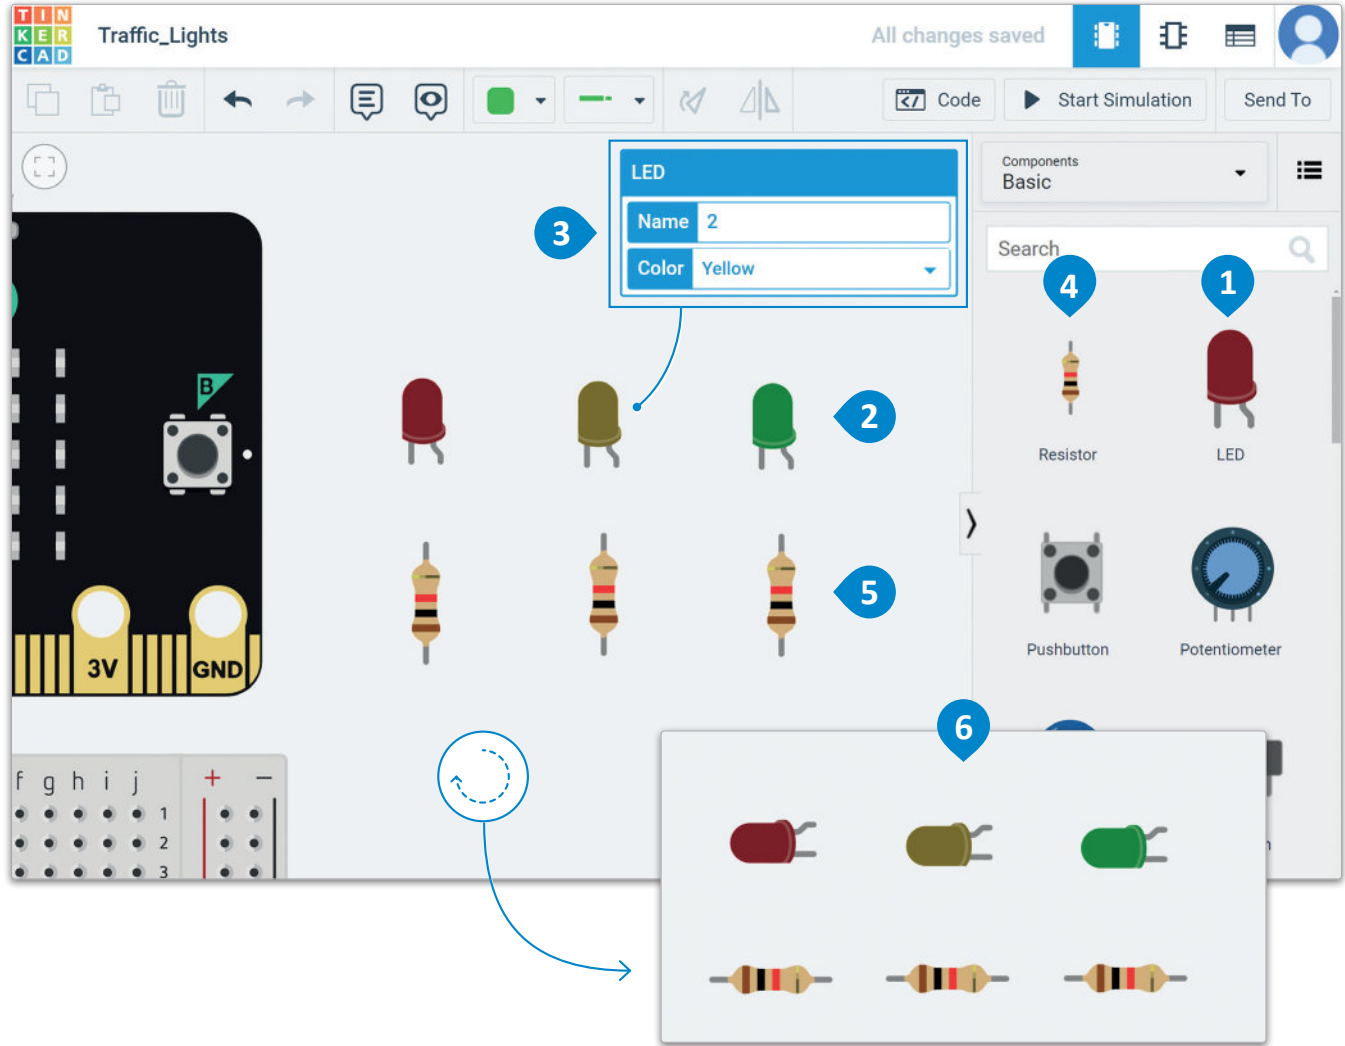 TIN
KER
CAD
Traffic_Lights
All changes saved
Code
Start Simulation
Send To
LED
Name 2
Color Yellow
3
Components
Basic
Search
4
1
Resistor
LED
B
2
5
Pushbutton
Potentiometer
3V
GND
6
f g h i j + −
1
2
3
n